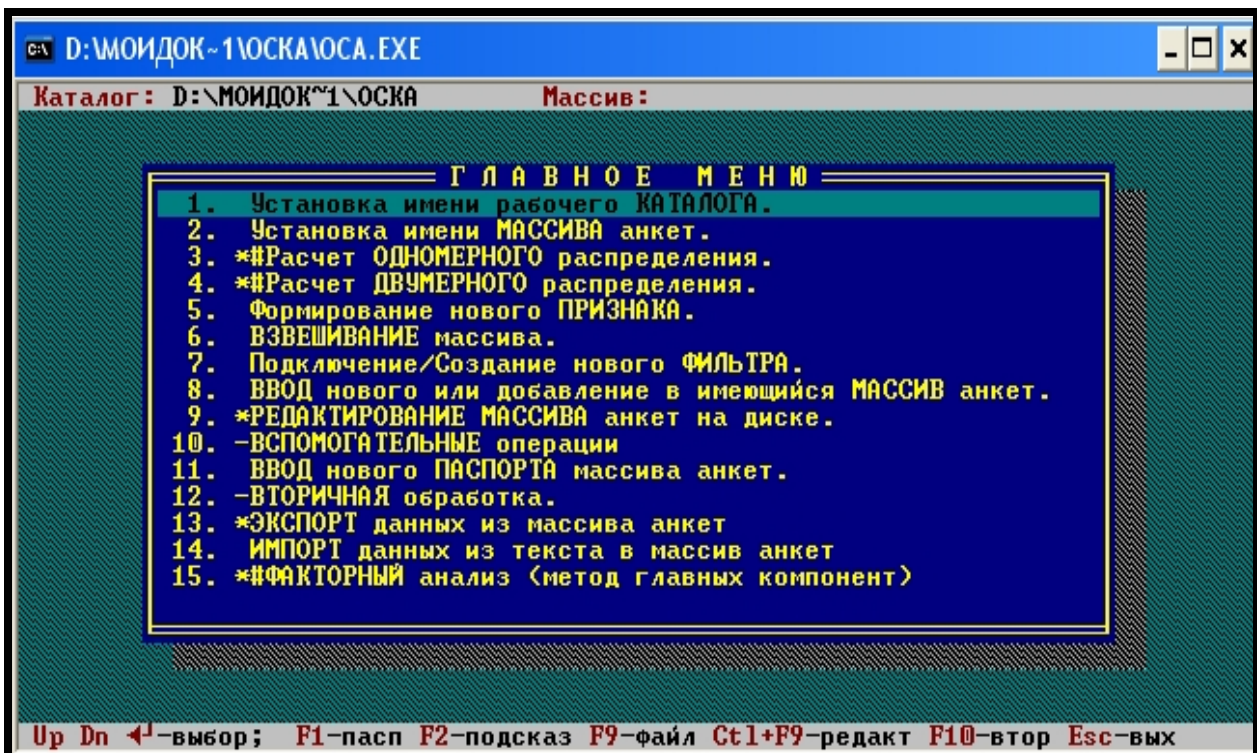 D:\МОИДОК~1\ОСКА\ОСА.EXE
Каталог: D:\МОИДОК~1\ОСКА Массив:
ГЛАВНОЕ МЕНЮ
1. Установка имени рабочего КАТАЛОГА.
2. Установка имени МАССИВА анкет.
3. *#Расчет ОДНОМЕРНОГО распределения.
4. *#Расчет ДВУМЕРНОГО распределения.
5. Формирование нового ПРИЗНАКА.
6. ВЗВЕШИВАНИЕ массива.
7. Подключение/Создание нового ФИЛЬТРА.
8. ВВОД нового или добавление в имеющийся МАССИВ анкет.
9. *РЕДАКТИРОВАНИЕ МАССИВА анкет на диске.
10. -ВСПОМОГАТЕЛЬНЫЕ операции
11. ВВОД нового ПАСПОРТА массива анкет.
12. -ВТОРИЧНАЯ обработка.
13. *ЭКСПОРТ данных из массива анкет
14. ИМПОРТ данных из текста в массив анкет
15. *#ФАКТОРНЫЙ анализ (метод главных компонент)
Up Dn ◄┘-выбор; F1-пасп F2-подсказ F9-файл Ctl+F9-редакт F10-втор Esc-вых